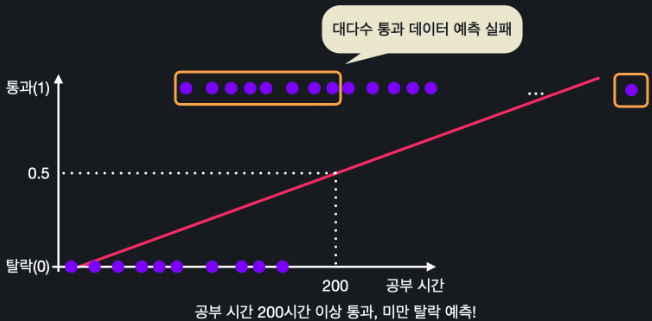 대다수 통과 데이터 예측 실패
통과(1)
...
0.5
탈락(0)
200
공부 시간
공부 시간 200시간 이상 통과, 미만 탈락 예측!